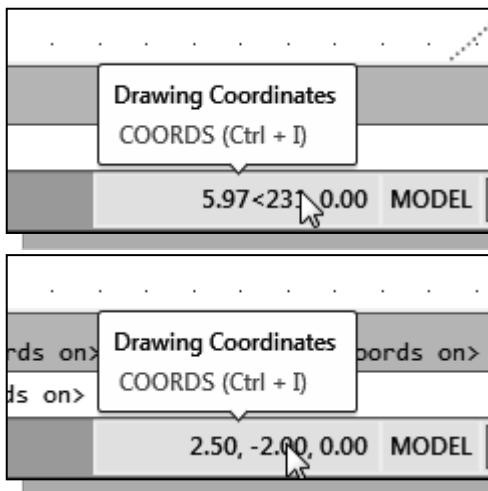 Drawing Coordinates
COORDS (Ctrl + I)
5.97<231, 0.00 MODEL
Drawing Coordinates
rds on> oords on>
COORDS (Ctrl + I)
ds on>
2.50, -2.00, 0.00 MODEL